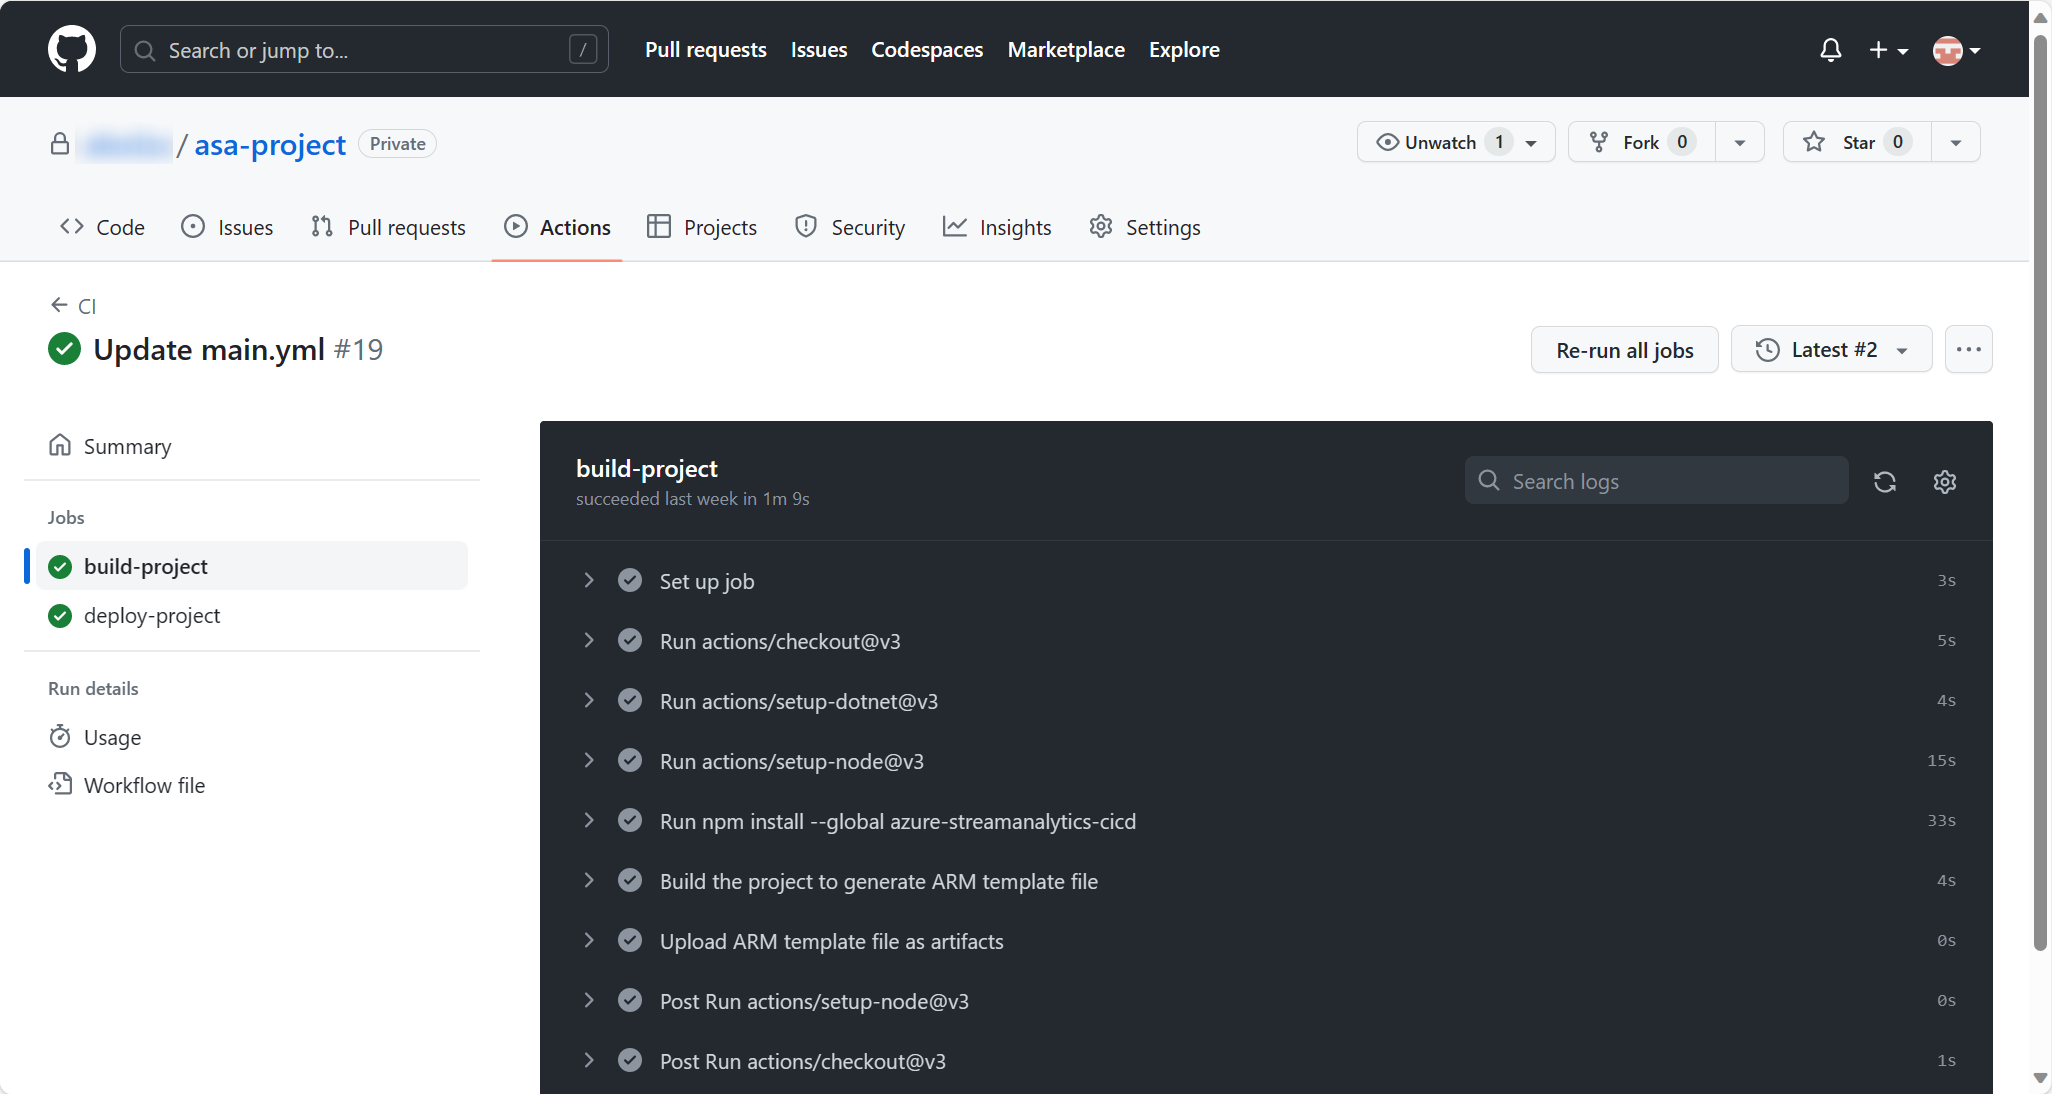 Search or jump to... /
Pull requests Issues Codespaces Marketplace Explore
/ asa-project Private
Unwatch 1 Fork 0 Star 0
Code Issues Pull requests Actions Projects Security Insights Settings
CI
Update main.yml #19
Re-run all jobs Latest #2
Summary
Jobs
build-project
deploy-project
Run details
Usage
Workflow file
build-project
succeeded last week in 1m 9s
Search logs
Set up job 3s
Run actions/checkout@v3 5s
Run actions/setup-dotnet@v3 4s
Run actions/setup-node@v3 15s
Run npm install --global azure-streamanalytics-cicd 33s
Build the project to generate ARM template file 4s
Upload ARM template file as artifacts 0s
Post Run actions/setup-node@v3 0s
Post Run actions/checkout@v3 1s